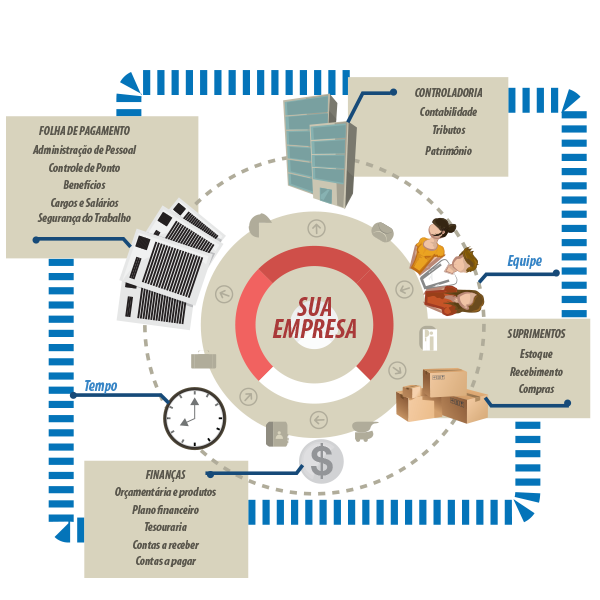 CONTROLADORIA
Contabilidade
Tributos
Patrimônio
FOLHA DE PAGAMENTO
Administração de Pessoal
Controle de Ponto
Benefícios
Cargos e Salários
Segurança do Trabalho
Equipe
SUA
EMPRESA
SUPRIMENTOS
Estoque
Recebimento
Compras
Tempo
FINANÇAS
Orçamentária e produtos
Plano financeiro
Tesouraria
Contas a receber
Contas a pagar
$